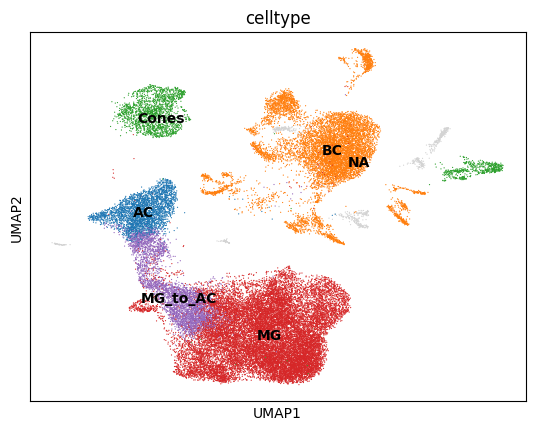 celltype
Cones
BC
NA
AC
MG_to_AC
MG
UMAP2
UMAP1